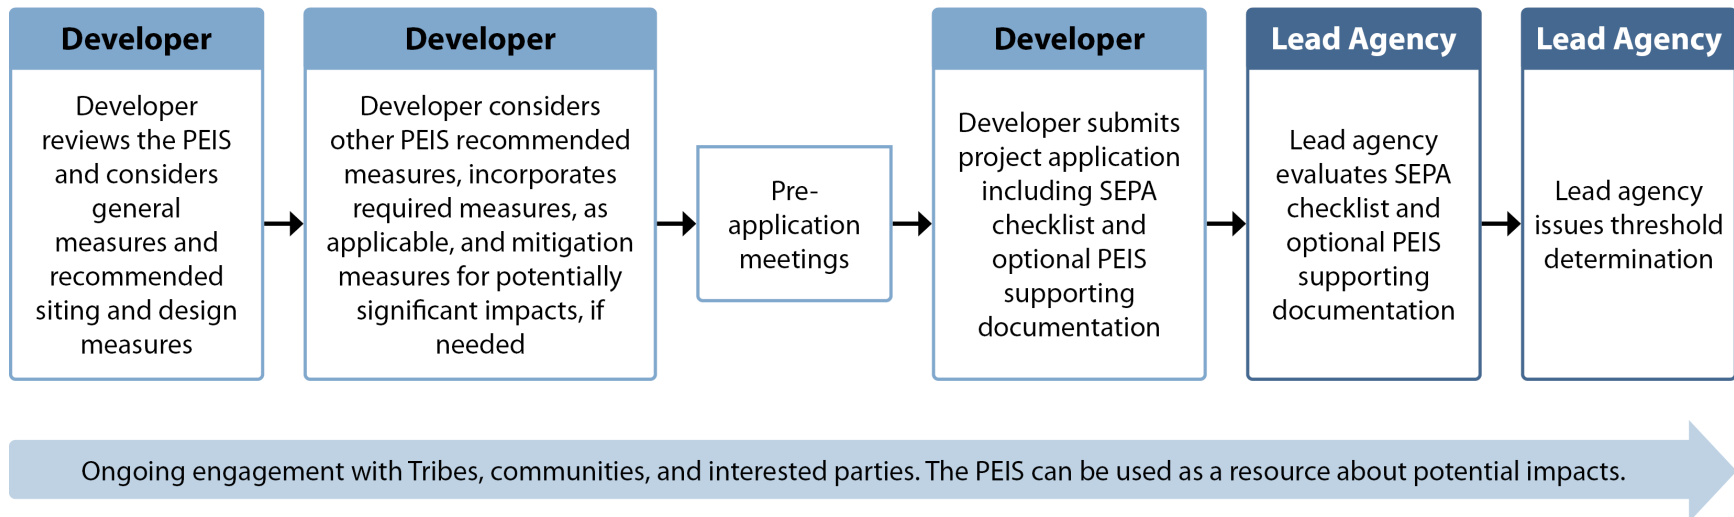 Developer
Developer
reviews the PEIS
and considers
general
measures and
recommended
siting and design
measures
Developer
Developer considers
other PEIS recommended
measures, incorporates
required measures, as
applicable, and mitigation
measures for potentially
significant impacts, if
needed
Pre-
application
meetings
Developer
Developer submits
project application
including SEPA
checklist and
optional PEIS
supporting
documentation
Lead Agency
Lead agency
evaluates SEPA
checklist and
optional PEIS
supporting
documentation
Lead Agency
Lead agency
issues threshold
determination
Ongoing engagement with Tribes, communities, and interested parties. The PEIS can be used as a resource about potential impacts.